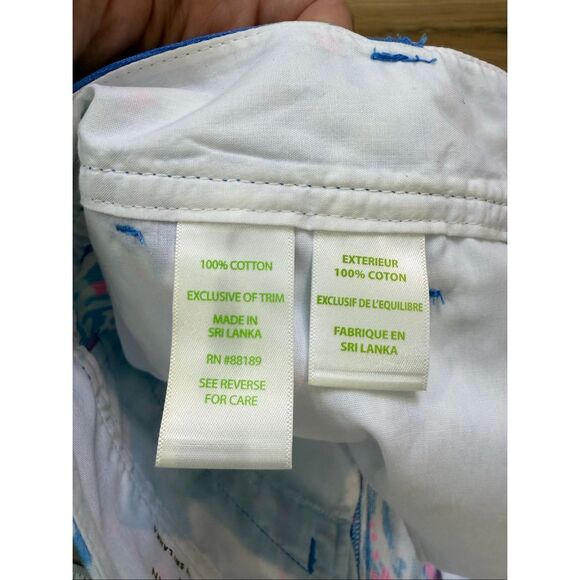 100% COTTON
EXCLUSIVE OF TRIM
MADE IN
SRI LANKA
RN #88189
SEE REVERSE
FOR CARE
EXTERIEUR
100% COTON
EXCLUSIF DE L'EQUILIBRE
FABRIQUE EN
SRI LANKA